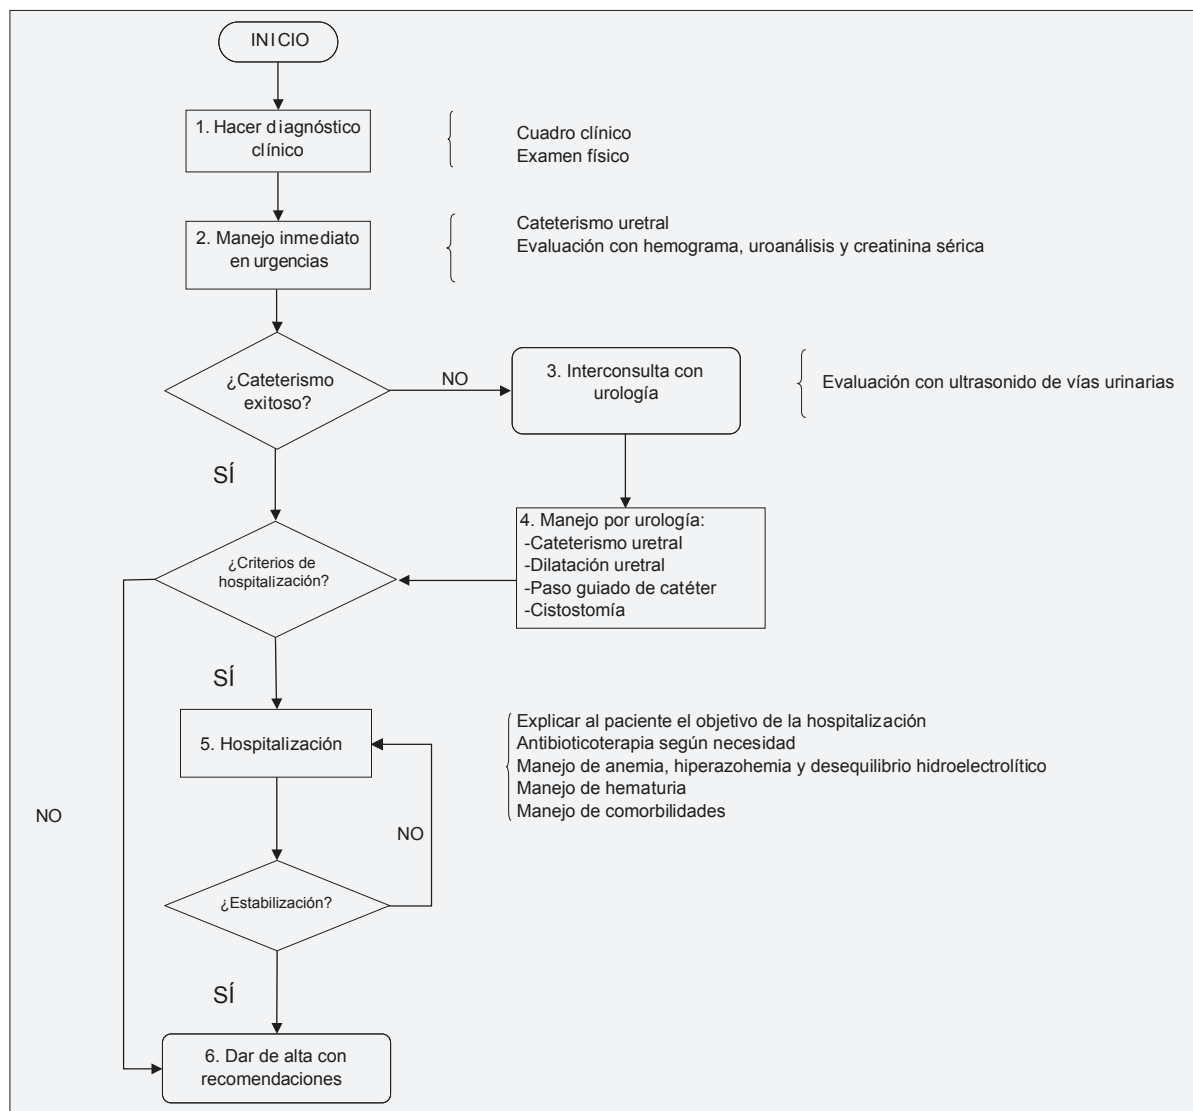 INICIO
1. Hacer diagnóstico
clínico
Cuadro clínico
Examen físico
2. Manejo inmediato
en urgencias
Cateterismo uretral
Evaluación con hemograma, uroanálisis y creatinina sérica
¿Cateterismo
exitoso?
NO
3. Interconsulta con
urología
Evaluación con ultrasonido de vías urinarias
SÍ
4. Manejo por urología:
-Cateterismo uretral
-Dilatación uretral
-Paso guiado de catéter
-Cistostomía
¿Criterios de
hospitalización?
SÍ
5. Hospitalización
Explicar al paciente el objetivo de la hospitalización
Antibioticoterapia según necesidad
Manejo de anemia, hiperazohemia y desequilibrio hidroelectrolítico
Manejo de hematuria
Manejo de comorbilidades
NO
NO
¿Estabilización?
SÍ
6. Dar de alta con
recomendaciones